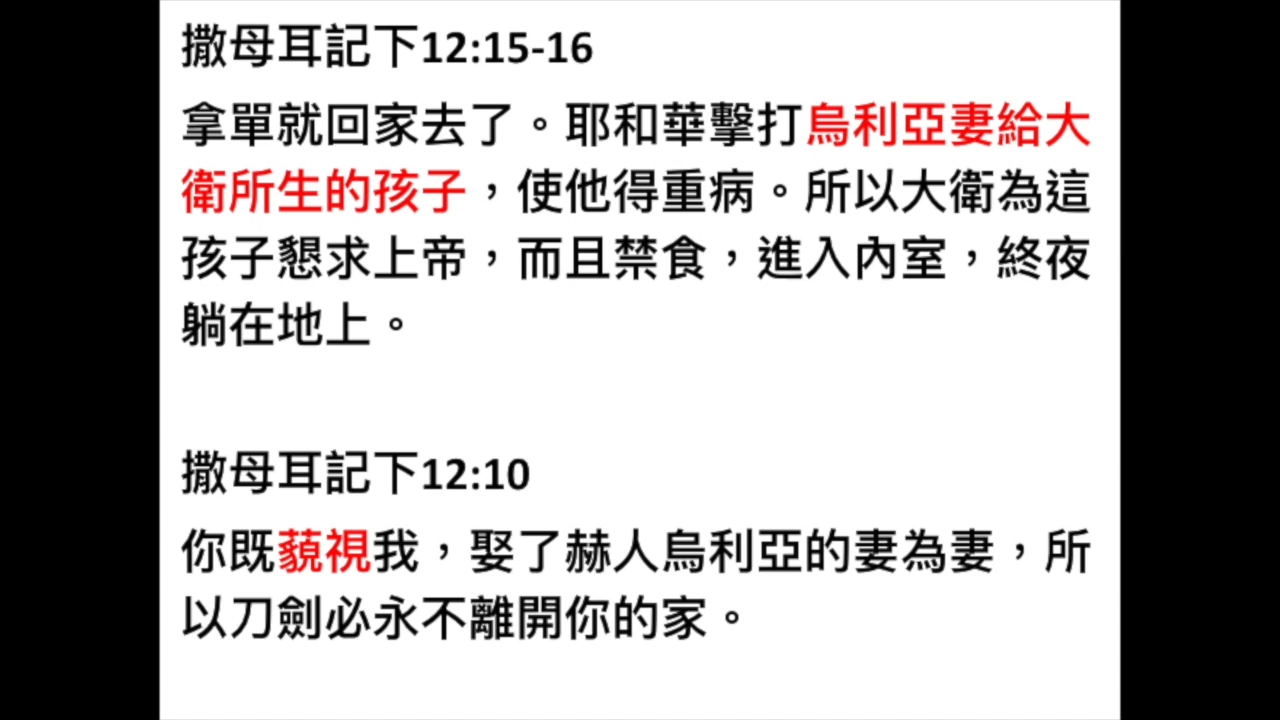 撒母耳記下12:15-16
拿單就回家去了。耶和華擊打烏利亞妻給大
衛所生的孩子，使他得重病。所以大衛為這
孩子懇求上帝，而且禁食，進入內室，終夜
躺在地上。
撒母耳記下12:10
你既藐視我，娶了赫人烏利亞的妻為妻，所
以刀劍必永不離開你的家。